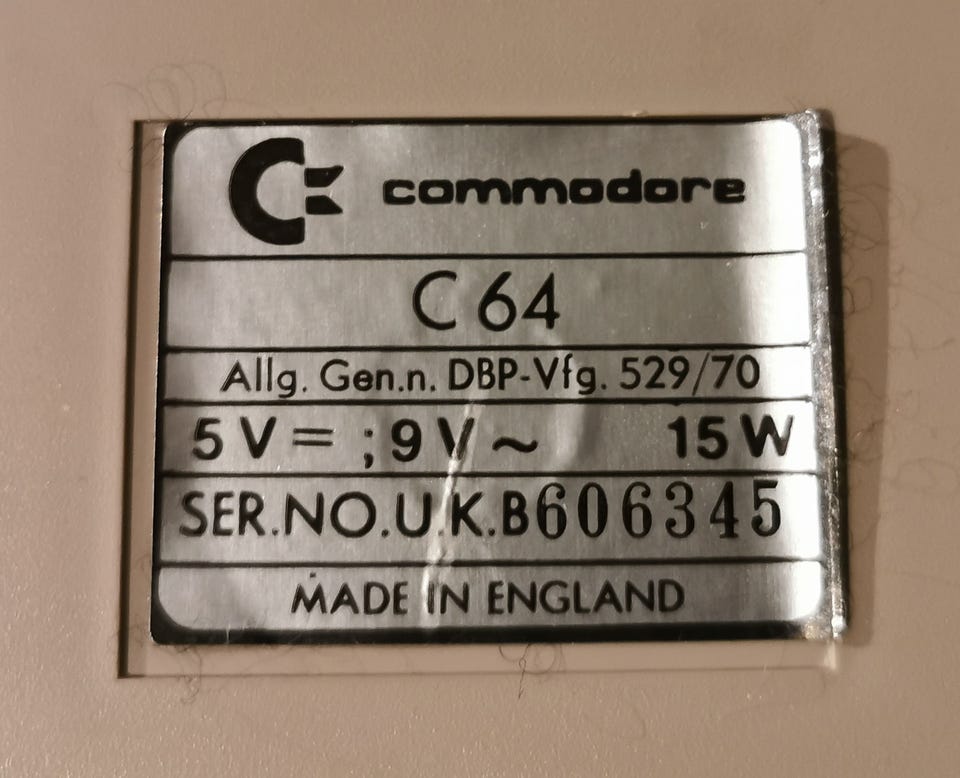 commodore
C 64
Allg. Gen.n. DBP-Vfg. 529/70
5 V = ; 9 V ~ 15 W
SER.NO.U.K.B606345
MADE IN ENGLAND